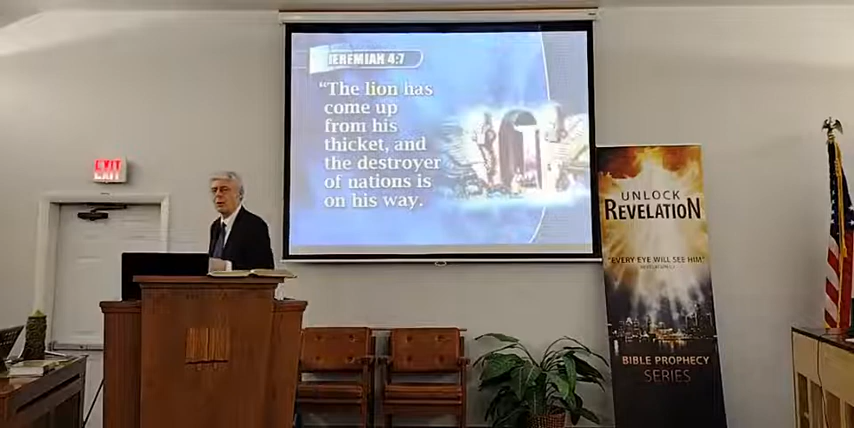 JEREMIAH 4:7
“The lion has
come up
from his
thicket, and
the destroyer
of nations is
on his way.
EXIT
UNLOCK
REVELATION
"EVERY EYE WILL SEE HIM"
BIBLE PROPHECY
SERIES